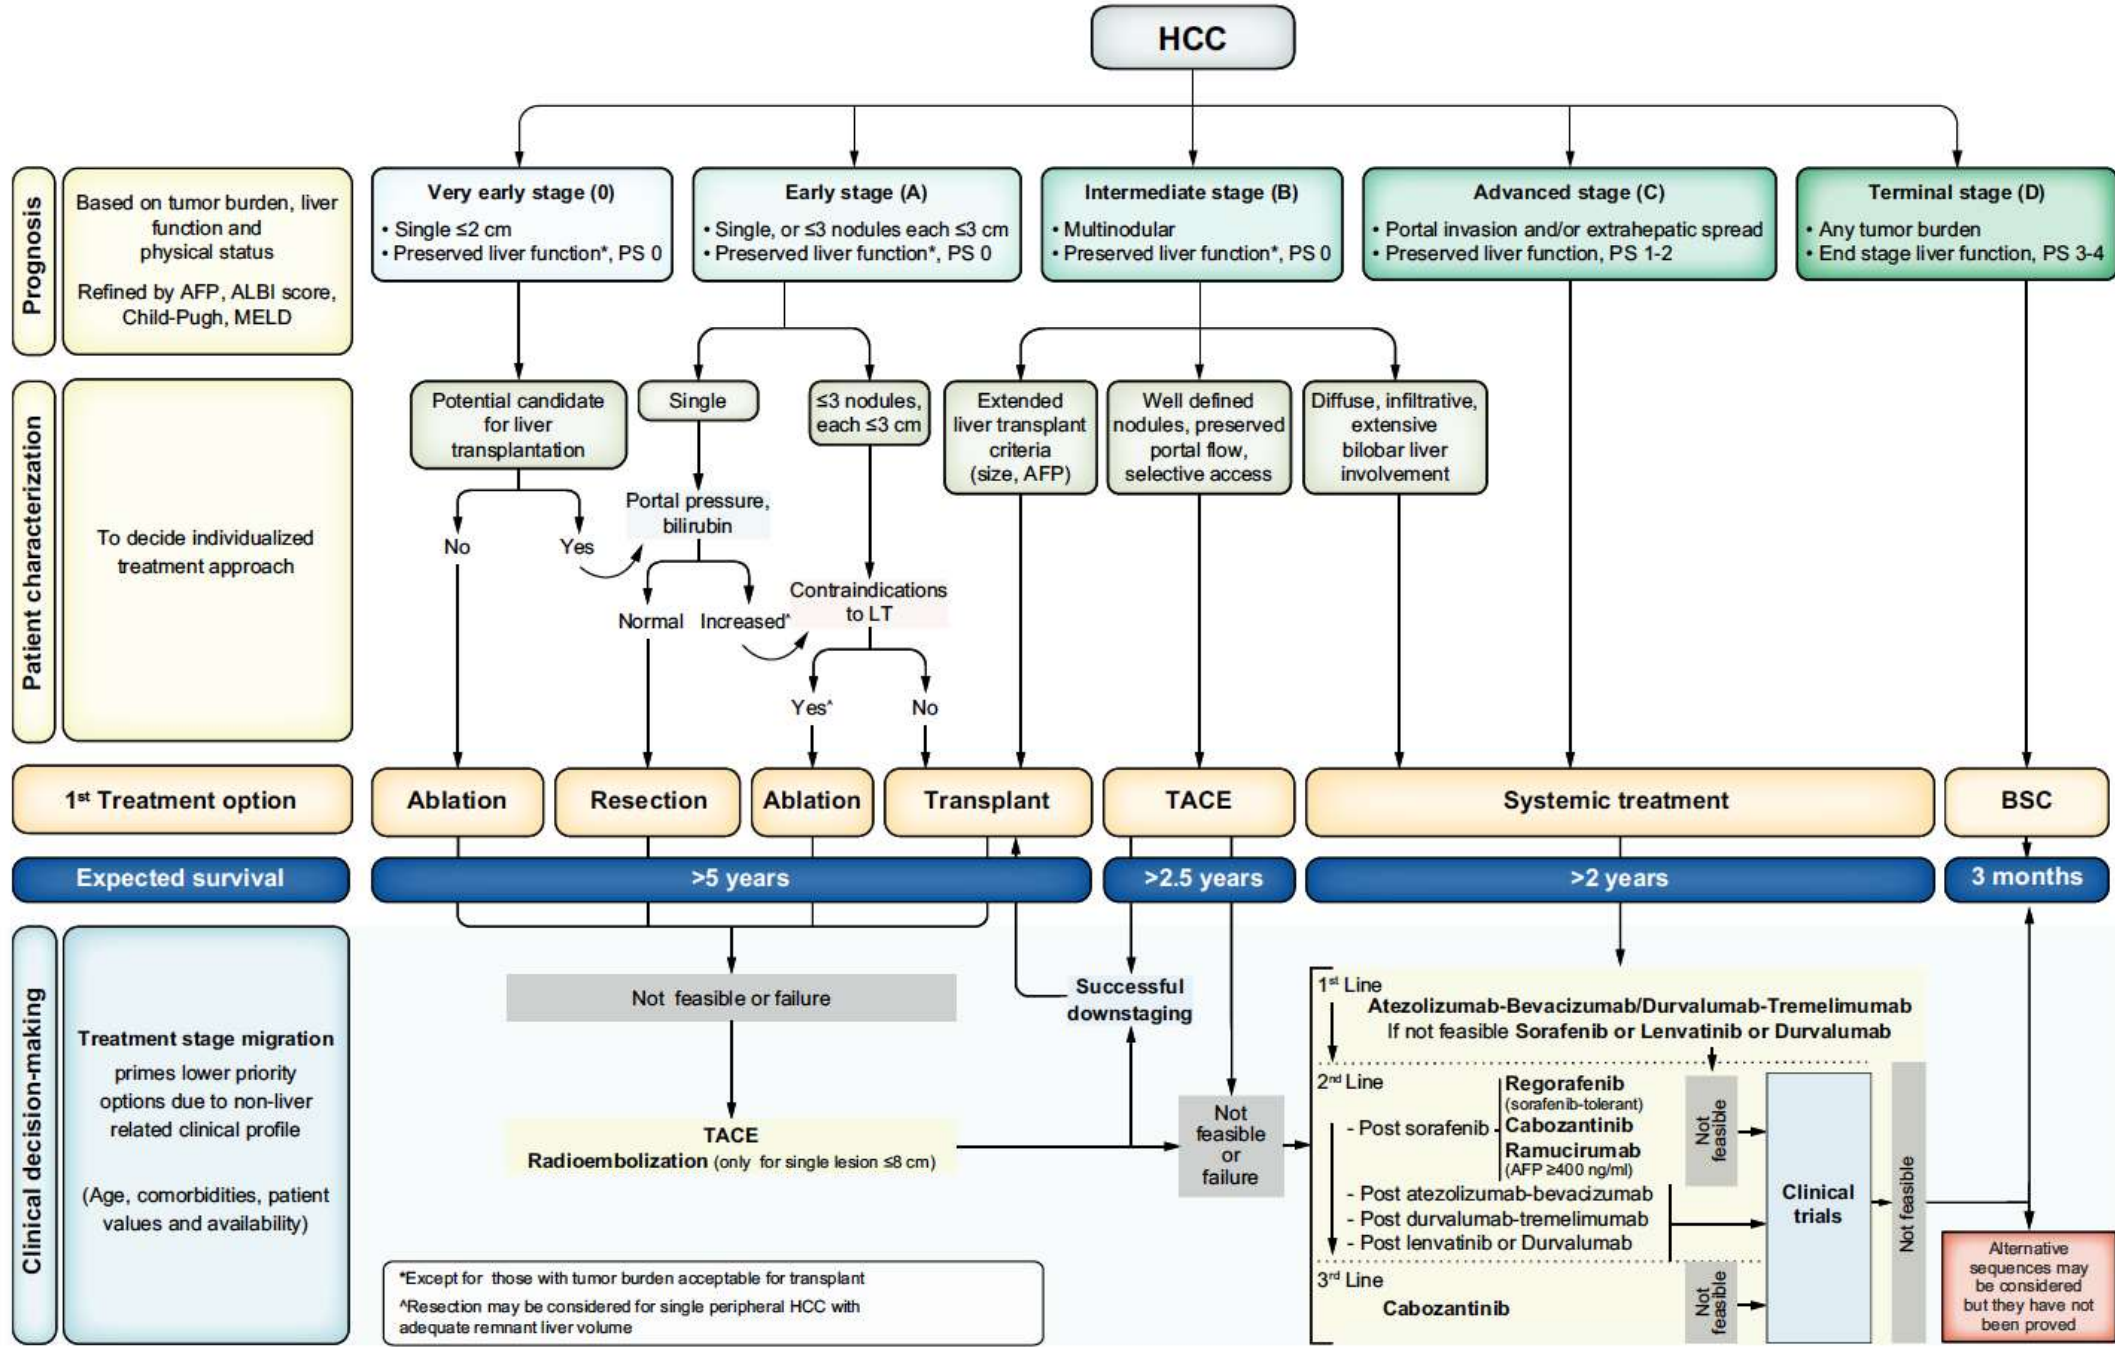 HCC
Prognosis
Based on tumor burden, liver
function and
physical status
Refined by AFP, ALBI score,
Child-Pugh, MELD
Very early stage (0)
• Single ≤2 cm
• Preserved liver function*, PS 0
Early stage (A)
• Single, or ≤3 nodules each ≤3 cm
• Preserved liver function*, PS 0
Intermediate stage (B)
• Multinodular
• Preserved liver function*, PS 0
Advanced stage (C)
• Portal invasion and/or extrahepatic spread
• Preserved liver function, PS 1-2
Terminal stage (D)
• Any tumor burden
• End stage liver function, PS 3-4
Patient characterization
To decide individualized
treatment approach
Potential candidate
for liver
transplantation
No
Yes
Single
Portal pressure,
bilirubin
Normal
Increased^
≤3 nodules,
each ≤3 cm
Contraindications
to LT
Yes^
No
Extended
liver transplant
criteria
(size, AFP)
Well defined
nodules, preserved
portal flow,
selective access
Diffuse, infiltrative,
extensive
bilobar liver
involvement
1st Treatment option
Ablation
Resection
Ablation
Transplant
TACE
Systemic treatment
BSC
Expected survival
>5 years
>2.5 years
>2 years
3 months
Clinical decision-making
Treatment stage migration
primes lower priority
options due to non-liver
related clinical profile
(Age, comorbidities, patient
values and availability)
Not feasible or failure
TACE
Radioembolization (only for single lesion ≤8 cm)
Successful
downstaging
Not
feasible
or
failure
1st Line
Atezolizumab-Bevacizumab/Durvalumab-Tremelimumab
If not feasible Sorafenib or Lenvatinib or Durvalumab
2nd Line
- Post sorafenib
Regorafenib
(sorafenib-tolerant)
Cabozantinib
Ramucirumab
(AFP ≥400 ng/ml)
- Post atezolizumab-bevacizumab
- Post durvalumab-tremelimumab
- Post lenvatinib or Durvalumab
3rd Line
Cabozantinib
Not
feasible
Not
feasible
Clinical
trials
Not feasible
Alternative
sequences may
be considered
but they have not
been proved
*Except for those with tumor burden acceptable for transplant
^Resection may be considered for single peripheral HCC with
adequate remnant liver volume